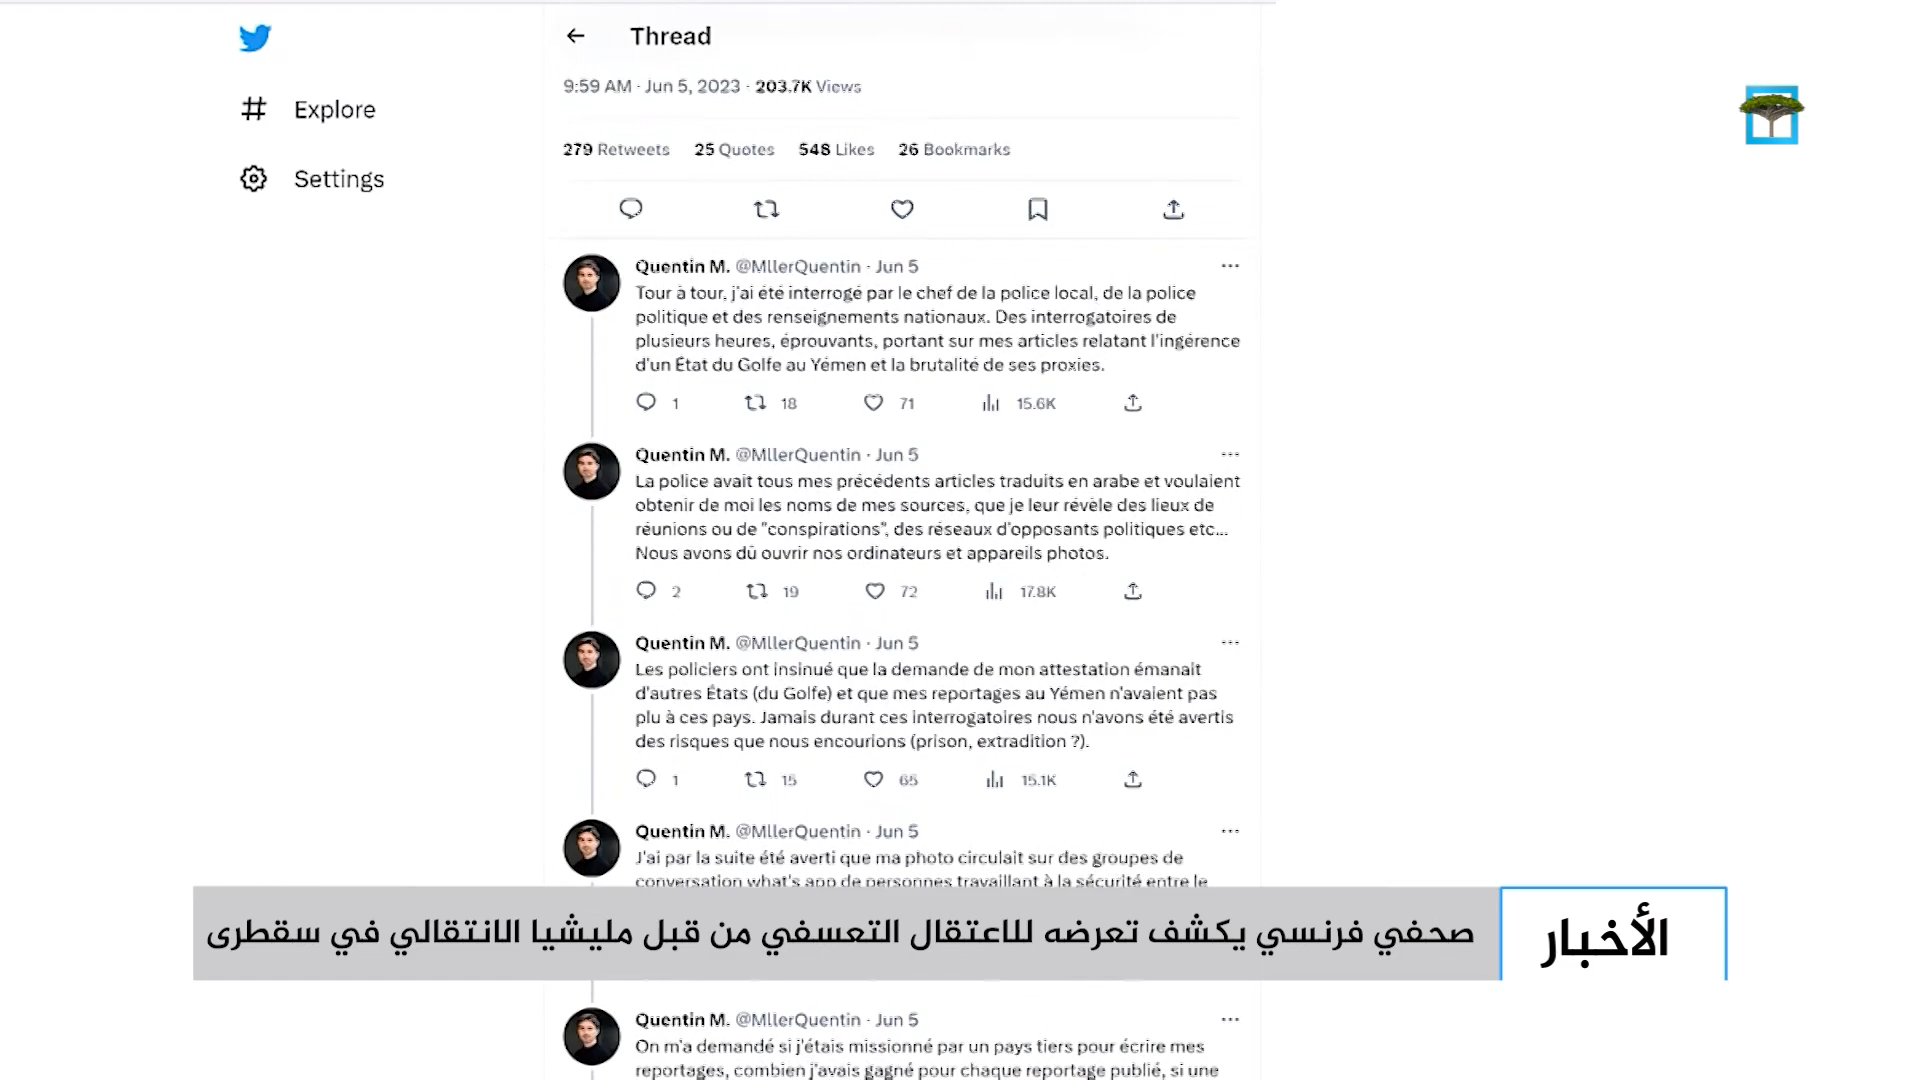 Thread
Explore
Settings
9:59 AM · Jun 5, 2023 · 203.7K Views
279 Retweets 25 Quotes 548 Likes 26 Bookmarks
Quentin M. @MllerQuentin · Jun 5
Tour à tour, j'ai été interrogé par le chef de la police local, de la police
politique et des renseignements nationaux. Des interrogatoires de
plusieurs heures, éprouvants, portant sur mes articles relatant l'ingérence
d'un État du Golfe au Yémen et la brutalité de ses proxies.
1 18 71 15.6K
Quentin M. @MllerQuentin · Jun 5
La police avait tous mes précédents articles traduits en arabe et voulaient
obtenir de moi les noms de mes sources, que je leur révèle des lieux de
réunions ou de "conspirations", des réseaux d'opposants politiques etc...
Nous avons dû ouvrir nos ordinateurs et appareils photos.
2 19 72 17.8K
Quentin M. @MllerQuentin · Jun 5
Les policiers ont insinué que la demande de mon attestation émanait
d'autres États (du Golfe) et que mes reportages au Yémen n'avaient pas
plu à ces pays. Jamais durant ces interrogatoires nous n'avons été avertis
des risques que nous encourions (prison, extradition ?).
1 15 65 15.1K
Quentin M. @MllerQuentin · Jun 5
J'ai par la suite été averti que ma photo circulait sur des groupes de
conversation what's app de personnes travaillant à la sécurité entre le
الأخبار
صحفي فرنسي يكشف تعرضه للاعتقال التعسفي من قبل مليشيا الانتقالي في سقطرى
Quentin M. @MllerQuentin · Jun 5
On m'a demandé si j'étais missionné par un pays tiers pour écrire mes
reportages, combien j'avais gagné pour chaque reportage publié, si une